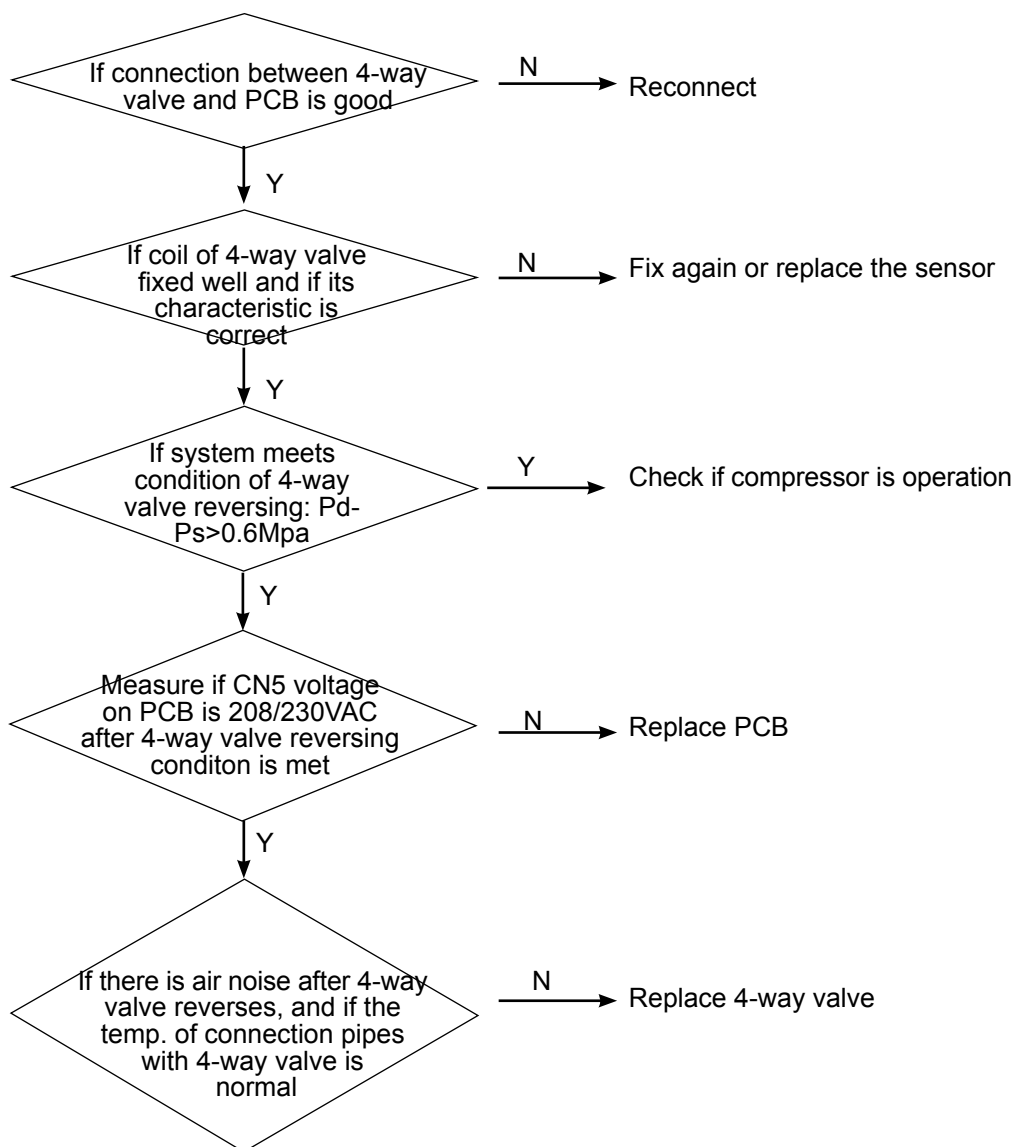 If connection between 4-way
valve and PCB is good
N
Reconnect
Y
If coil of 4-way valve
fixed well and if its
characteristic is
correct
N
Fix again or replace the sensor
Y
If system meets
condition of 4-way
valve reversing: Pd-
Ps>0.6Mpa
Y
Check if compressor is operation
Y
Measure if CN5 voltage
on PCB is 208/230VAC
after 4-way valve reversing
conditon is met
N
Replace PCB
Y
If there is air noise after 4-way
valve reverses, and if the
temp. of connection pipes
with 4-way valve is
normal
N
Replace 4-way valve